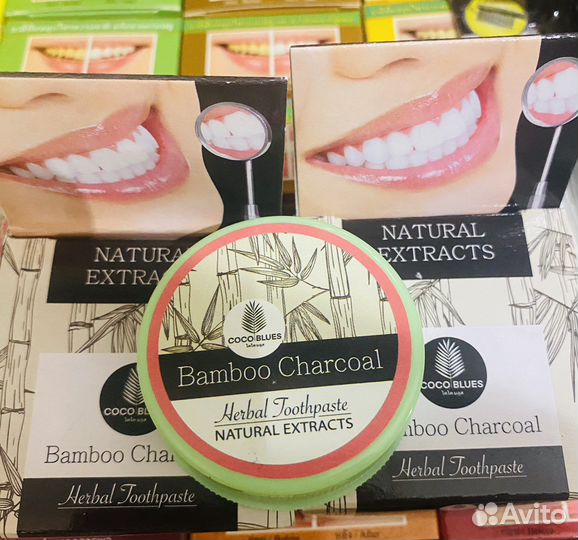 NATURAL
EXTRAC
NATURAL
EXTRACTS
COCO BLUES
Bamboo Charcoal
Herbal Toothpaste
NATURAL EXTRACTS
COCO BLUES
Bamboo Char
Herbal Toothpaste
COCO BLUES
mboo Charcoal
Herbal Toothpaste
Avito